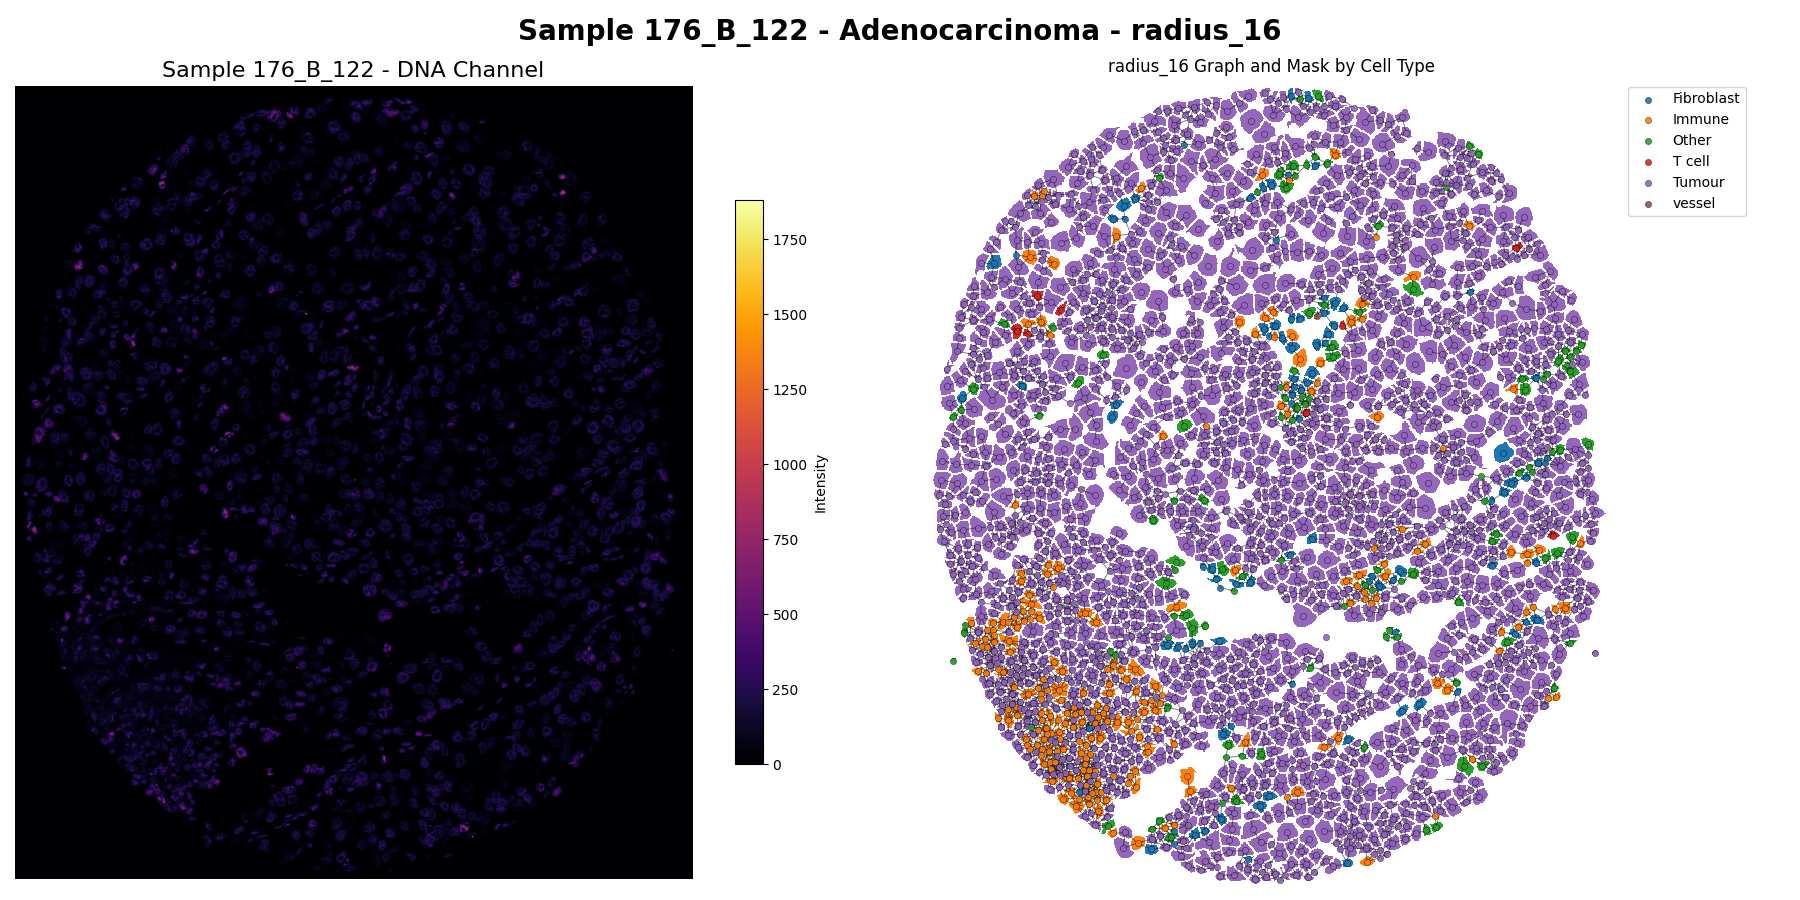 Sample 176_B_122 - Adenocarcinoma - radius_16
Sample 176_B_122 - DNA Channel
radius_16 Graph and Mask by Cell Type
Fibroblast
Immune
Other
T cell
Tumour
vessel
1750
1500
1250
1000
750
500
250
0
Intensity